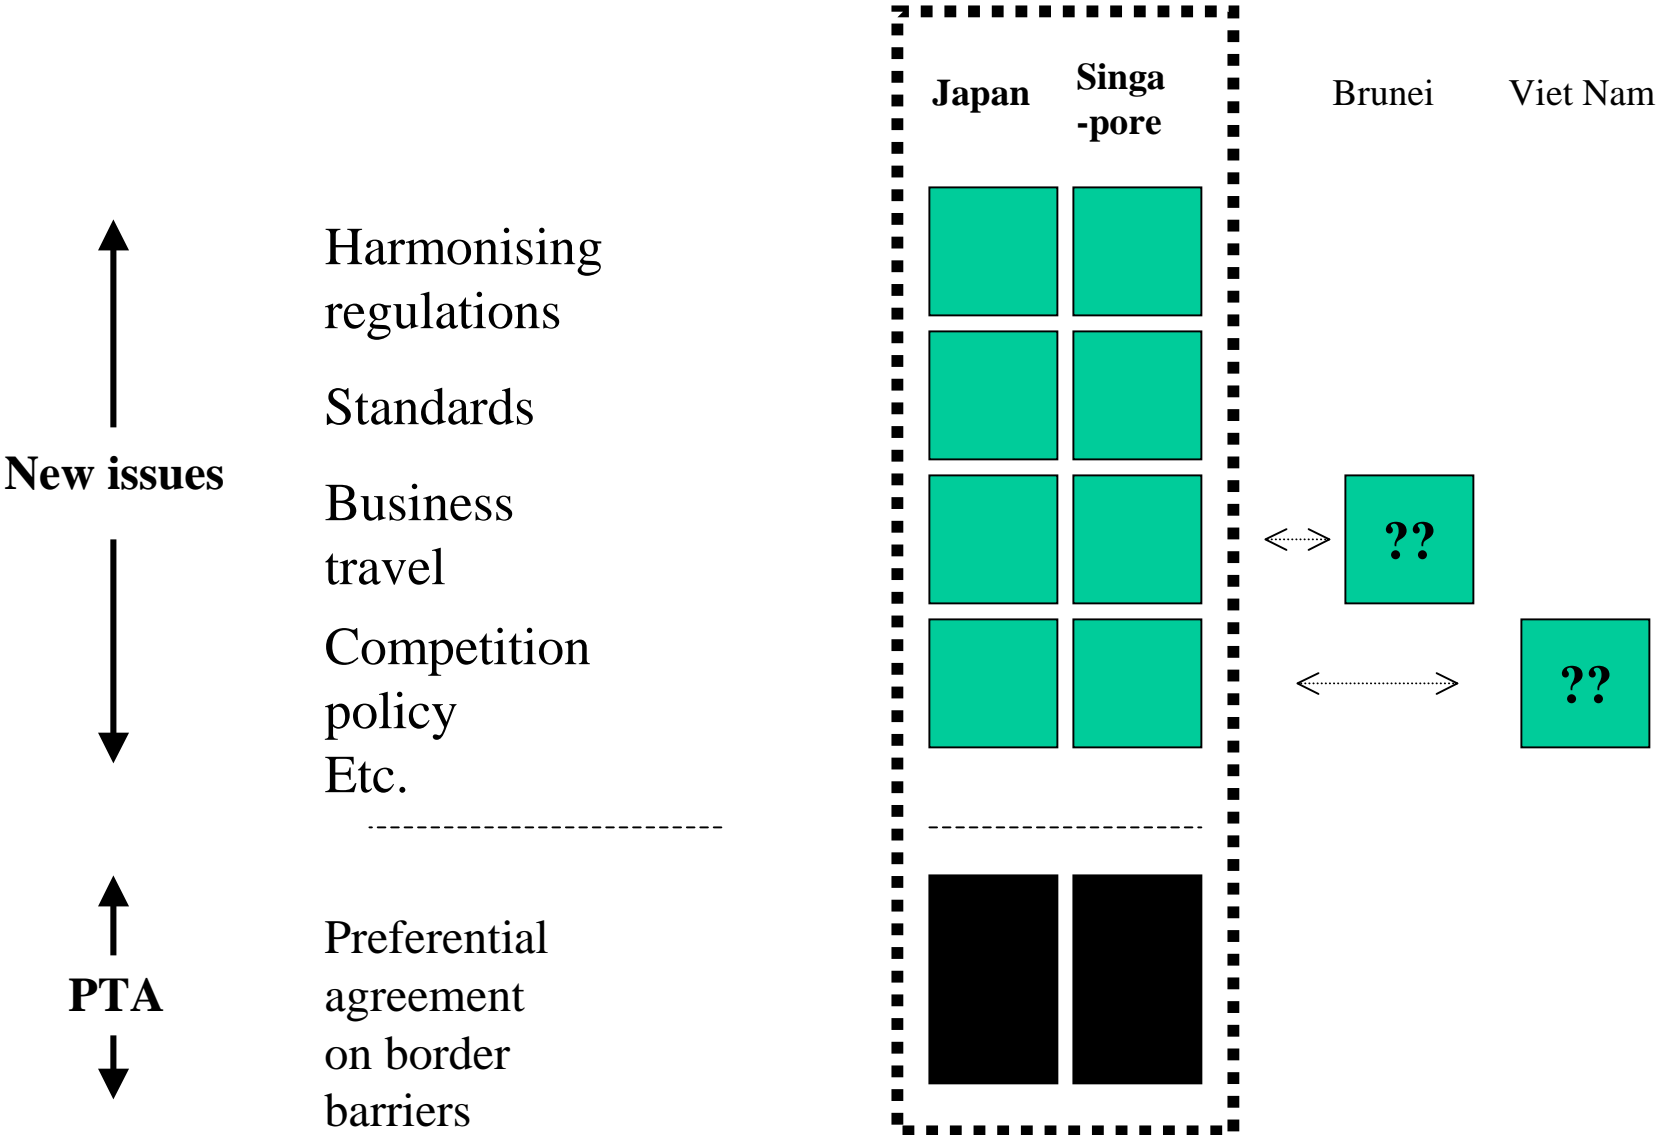 Japan
Singa
-pore
Brunei
Viet Nam
Harmonising
regulations
Standards
New issues
Business
travel
??
Competition
policy
??
Etc.
Preferential
PTA
agreement
on border
barriers